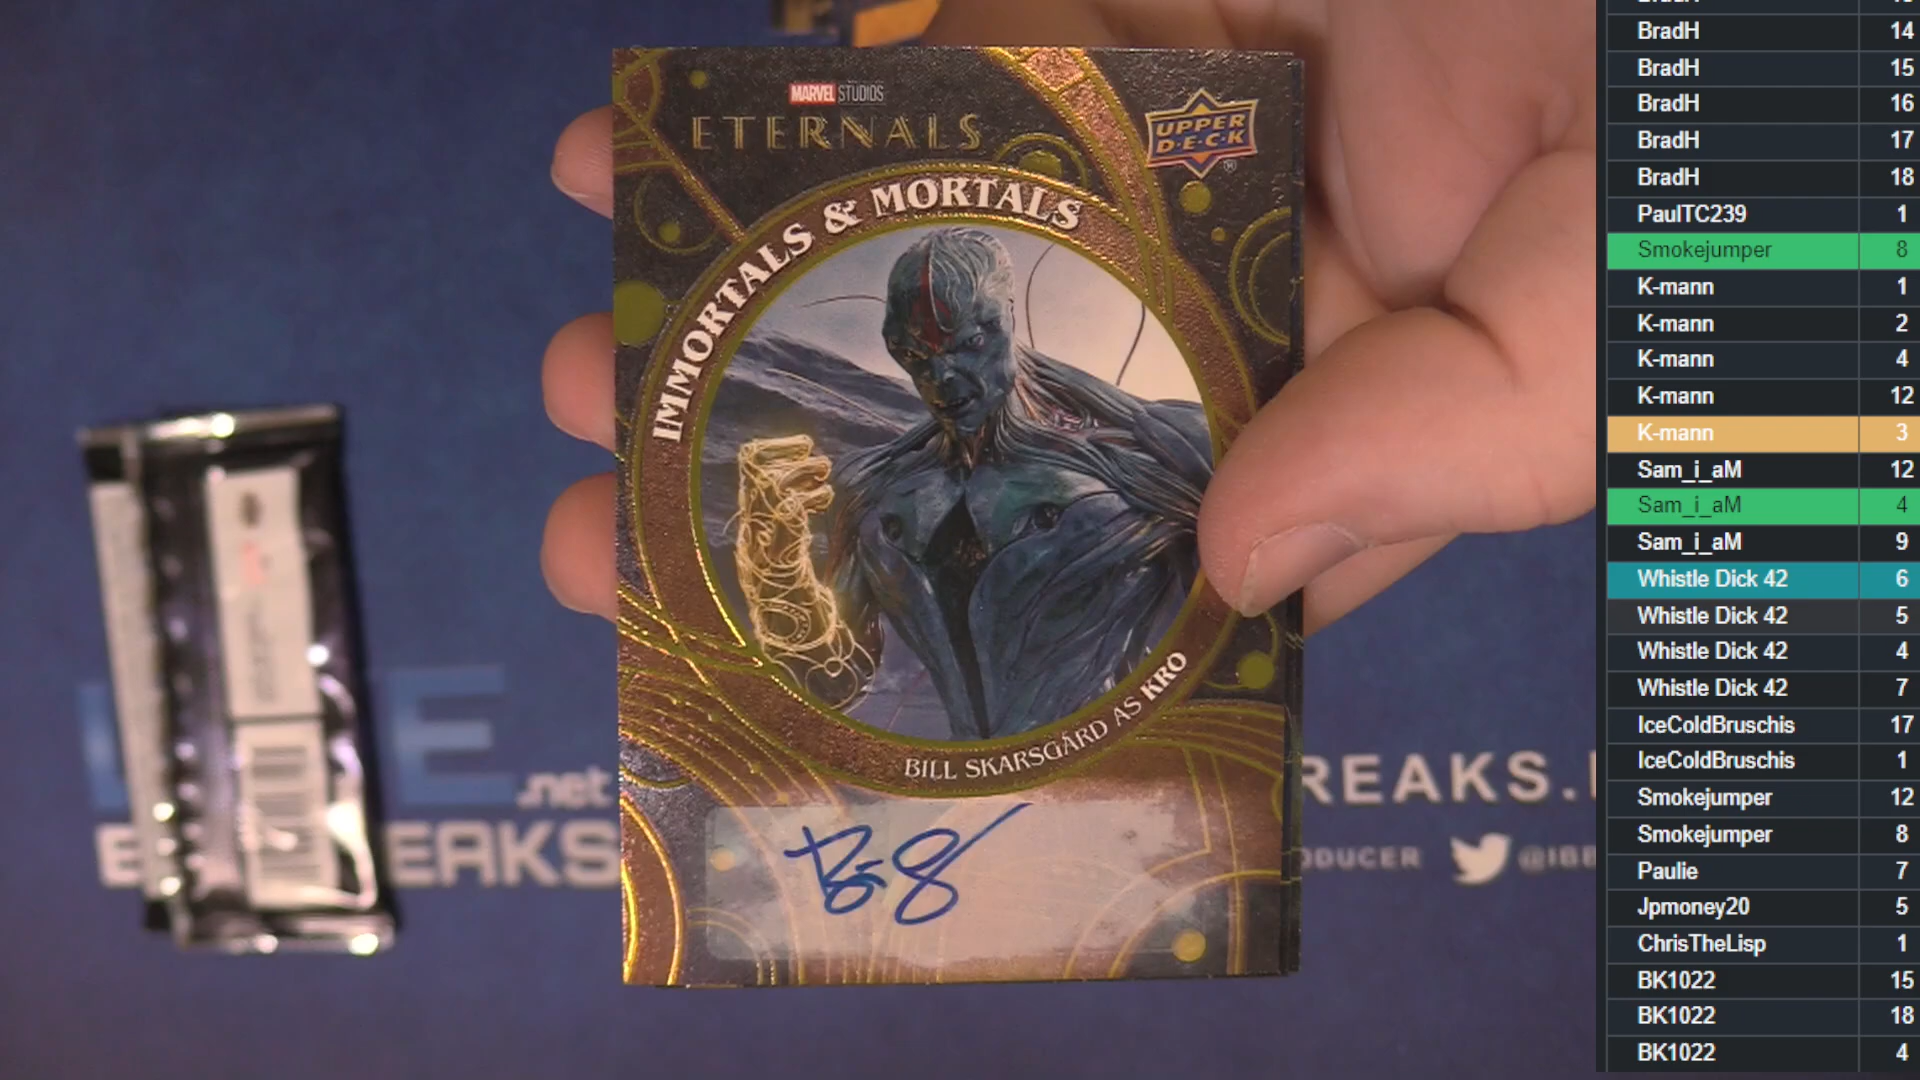 MARVEL STUDIOS
ETERNALS
UPPER
D·E·C·K
IMMORTALS & MORTALS
BILL SKARSGÅRD AS KRO
.net
REAKS.
EAKS
ODUCER
BradH 14
BradH 15
BradH 16
BradH 17
BradH 18
PaulTC239 1
Smokejumper 8
K-mann 1
K-mann 2
K-mann 4
K-mann 12
K-mann 3
Sam_i_aM 12
Sam_i_aM 4
Sam_i_aM 9
Whistle Dick 42 6
Whistle Dick 42 5
Whistle Dick 42 4
Whistle Dick 42 7
IceColdBruschis 17
IceColdBruschis 1
Smokejumper 12
Smokejumper 8
Paulie 7
Jpmoney20 5
ChrisTheLisp 1
BK1022 15
BK1022 18
BK1022 4